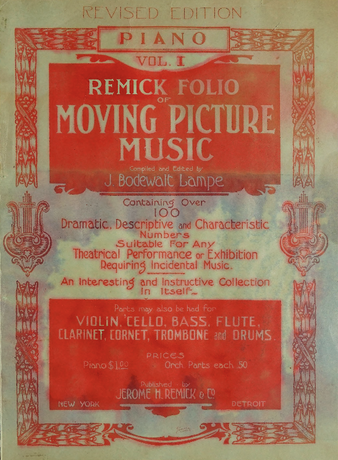 REVISED EDITION
PIANO
VOL. I
REMICK FOLIO
OF
MOVING PICTURE
MUSIC
Compiled and Edited by
J. Bodewalt Lampe
Containing Over
100
Dramatic, Descriptive and Characteristic
Numbers
Suitable For Any
Theatrical Performance or Exhibition
Requiring Incidental Music.
An Interesting and Instructive Collection
In Itself
Parts may also be had for
VIOLIN, 'CELLO, BASS, FLUTE,
CLARINET, CORNET, TROMBONE and DRUMS
PRICES
Piano $1.00 Orch. Parts each .50
Published by
JEROME H. REMICK & CO
NEW-YORK DETROIT